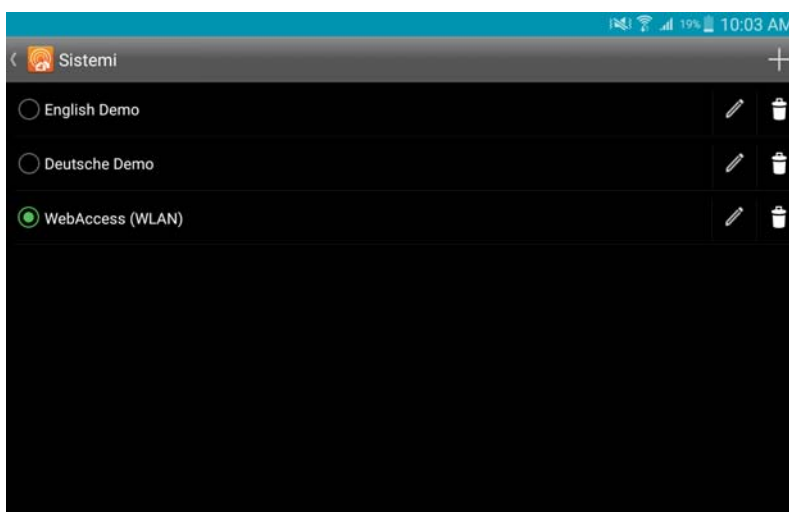 19% 10:03 AM
Sistemi
English Demo
Deutsche Demo
WebAccess (WLAN)